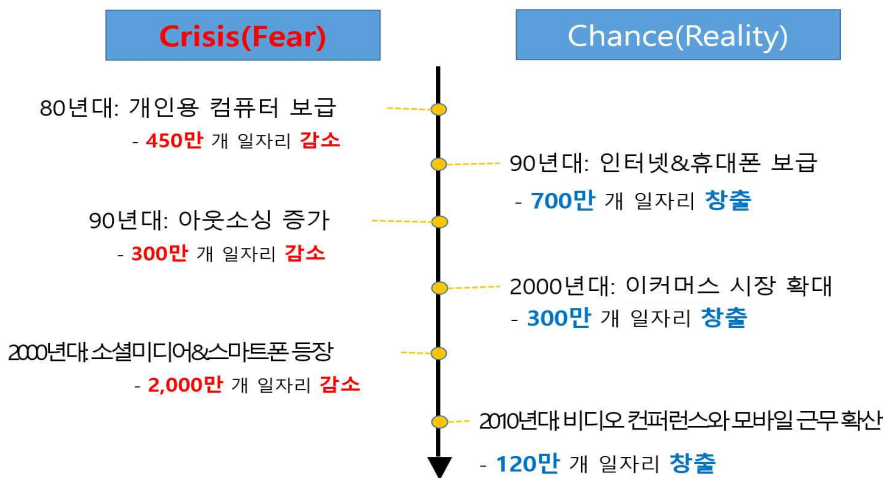 Crisis(Fear)
Chance(Reality)
80년대: 개인용 컴퓨터 보급
- 450만 개 일자리 감소
90년대: 인터넷&휴대폰 보급
- 700만 개 일자리 창출
90년대: 아웃소싱 증가
- 300만 개 일자리 감소
2000년대: 이커머스 시장 확대
- 300만 개 일자리 창출
2000년대: 소셜미디어&스마트폰 등장
- 2,000만 개 일자리 감소
2010년대: 비디오 컨퍼런스와 모바일 근무 확산
- 120만 개 일자리 창출